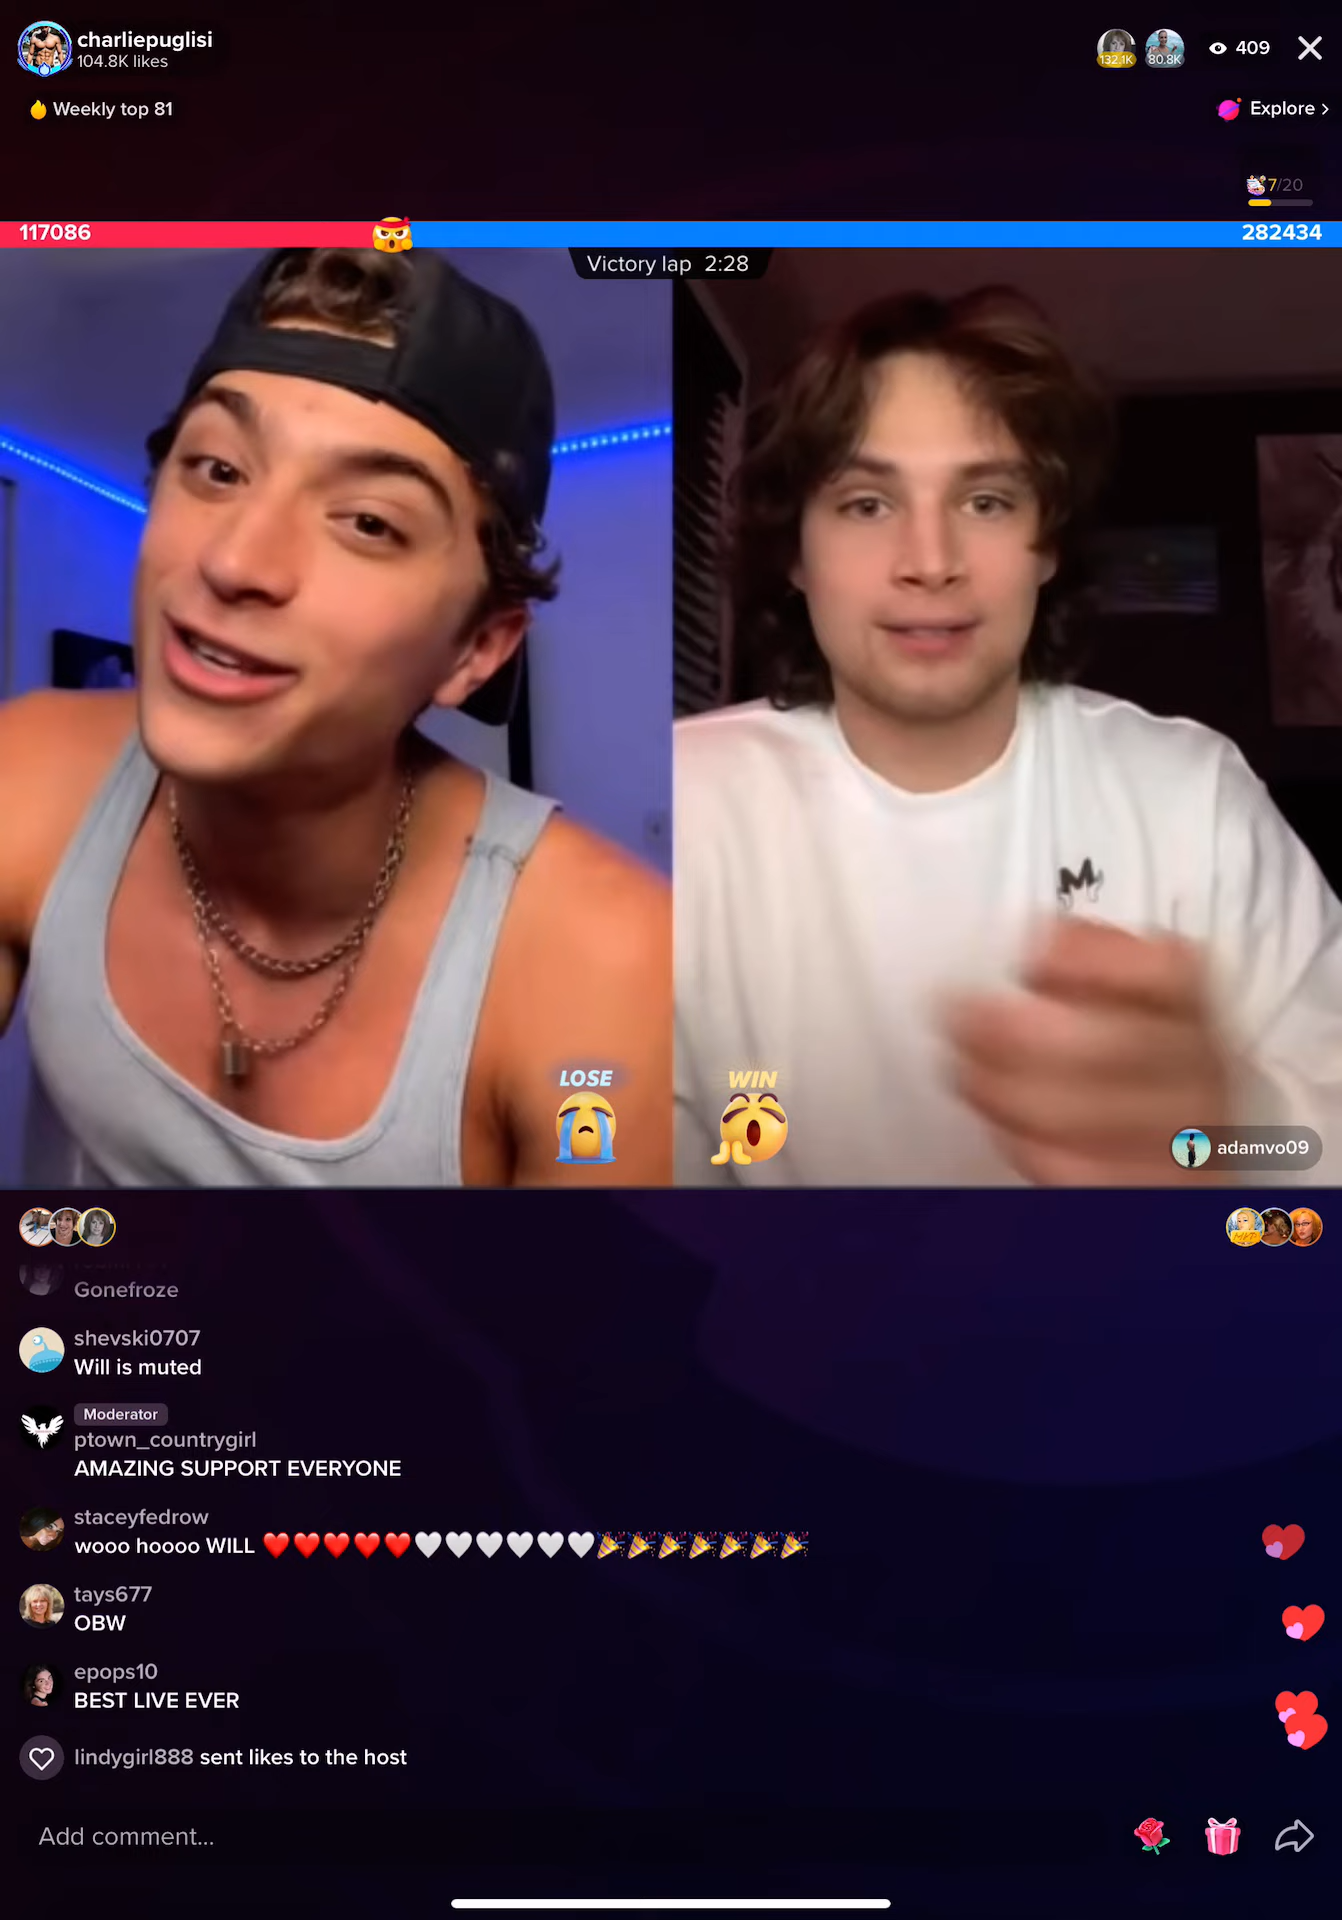 charliepuglisi
104.8K likes
132.1K
80.8K
409
Weekly top 81
Explore >
7/20
117086
282434
Victory lap 2:28
M
LOSE
WIN
adamvo09
MVP
Gonefroze
shevski0707
Will is muted
Moderator
ptown_countrygirl
AMAZING SUPPORT EVERYONE
staceyfedrow
wooo hoooo WILL ❤️❤️❤️❤️❤️🤍🤍🤍🤍🤍🤍🎉🎉🎉🎉🎉🎉🎉
tays677
OBW
epops10
BEST LIVE EVER
lindygirl888 sent likes to the host
Add comment...